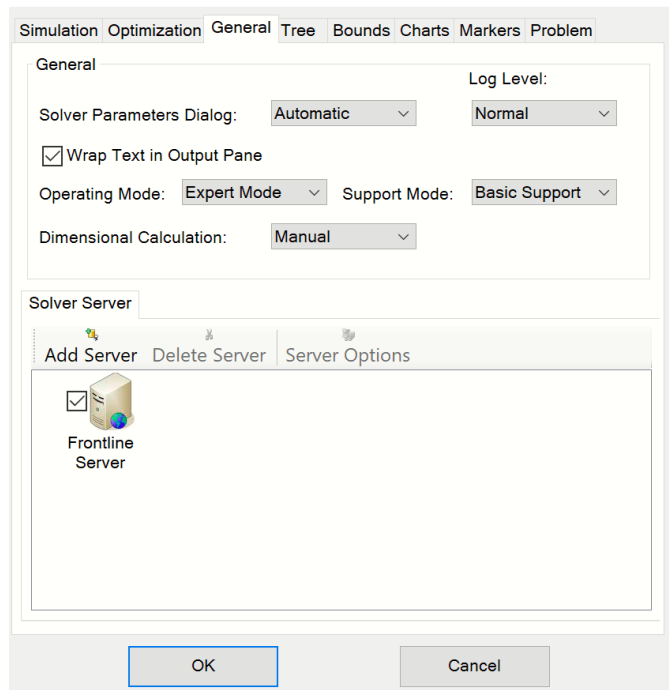 Simulation Optimization General Tree Bounds Charts Markers Problem
General
Log Level:
Solver Parameters Dialog: Automatic Normal
Wrap Text in Output Pane
Operating Mode: Expert Mode Support Mode: Basic Support
Dimensional Calculation: Manual
Solver Server
Add Server Delete Server Server Options
Frontline
Server
OK Cancel